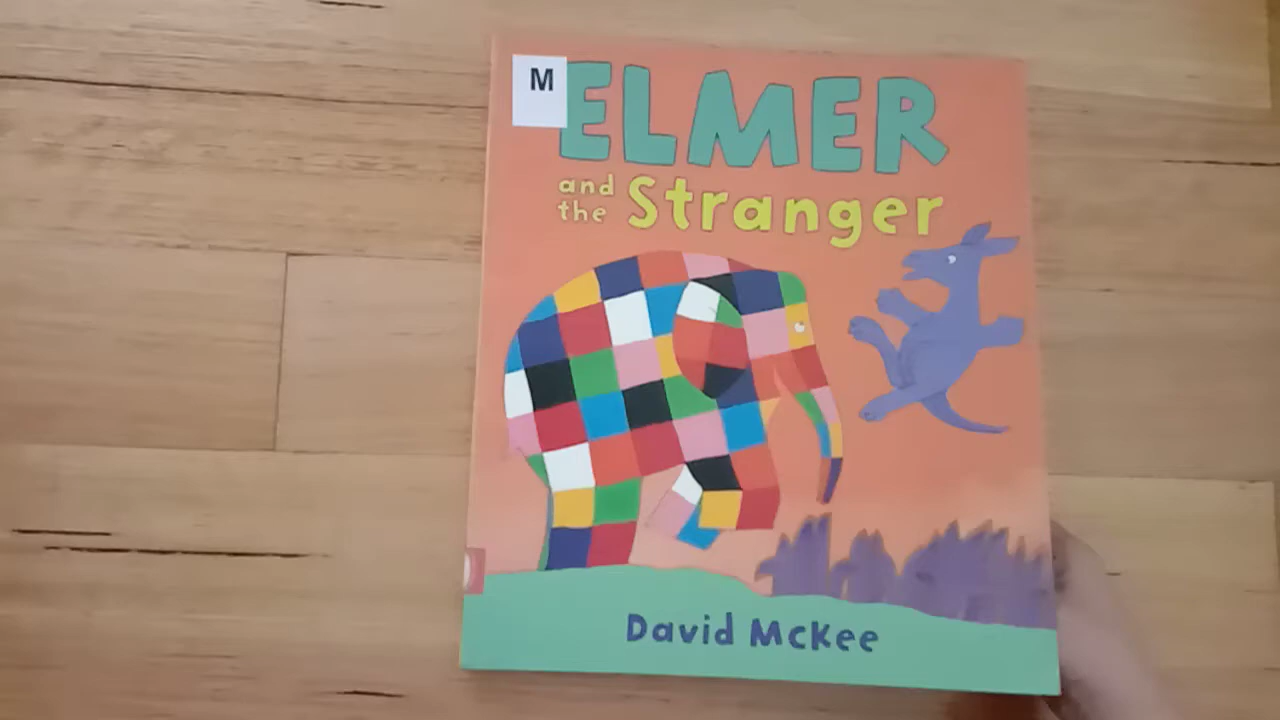 M
ELMER
and
the Stranger
David McKee